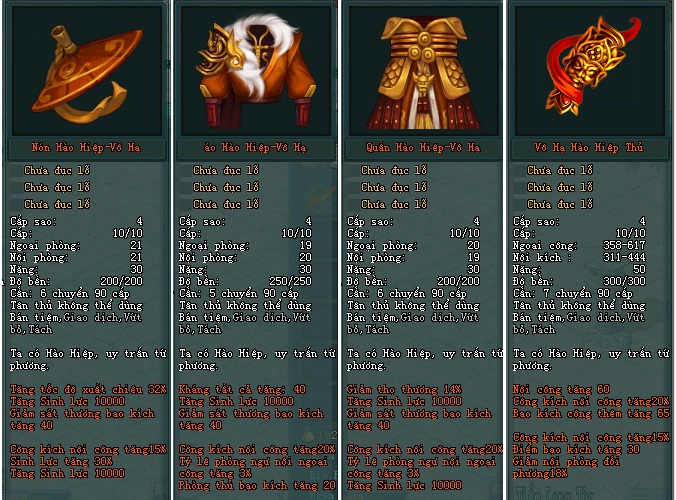 Nón Hào Hiệp-Vô Hạ
Chưa đục lỗ
Chưa đục lỗ
Chưa đục lỗ
Cấp sao: 4
Cấp: 10/10
Ngoại phòng: 21
Nội phòng: 21
Nặng: 30
Độ bền: 200/200
Cần: 6 chuyển 90 cấp
Tân thủ không thể dùng
Bán tiệm,Giao dịch,Vứt
bỏ,Tách
Ta có Hào Hiệp, uy trấn tứ
phương.
Tăng tốc độ xuất chiêu 32%
Tăng Sinh lực 10000
Giảm sát thương bạo kích
tăng 40
Công kích nội công tăng15%
Sinh lực tăng 30%
Tăng Sinh lực 10000
áo Hào Hiệp-Vô Hạ
Chưa đục lỗ
Chưa đục lỗ
Chưa đục lỗ
Cấp sao: 4
Cấp: 10/10
Ngoại phòng: 19
Nội phòng: 20
Nặng: 30
Độ bền: 250/250
Cần: 5 chuyển 90 cấp
Tân thủ không thể dùng
Bán tiệm,Giao dịch,Vứt
bỏ,Tách
Ta có Hào Hiệp, uy trấn tứ
phương.
Kháng tất cả tăng; 40
Tăng Sinh lực 10000
Giảm sát thương bạo kích
tăng 40
Công kích nội công tăng20%
Tỷ lệ phòng ngự nội ngoại
công tăng 3%
Phòng thủ bạo kích tăng 20
Quần Hào Hiệp-Vô Hạ
Chưa đục lỗ
Chưa đục lỗ
Chưa đục lỗ
Cấp sao: 4
Cấp: 10/10
Ngoại phòng: 20
Nội phòng: 19
Nặng: 30
Độ bền: 200/200
Cần: 6 chuyển 90 cấp
Tân thủ không thể dùng
Bán tiệm,Giao dịch,Vứt
bỏ,Tách
Ta có Hào Hiệp, uy trấn tứ
phương.
Giảm thọ thương 14%
Tăng Sinh lực 10000
Giảm sát thương bạo kích
tăng 40
Công kích nội công tăng20%
Tỷ lệ phòng ngự nội ngoại
công tăng 3%
Tăng Sinh lực 10000
Vô Hạ Hào Hiệp Thủ
Chưa đục lỗ
Chưa đục lỗ
Chưa đục lỗ
Cấp sao: 4
Cấp: 10/10
Ngoại công: 358-617
Nội kích : 311-444
Nặng: 50
Độ bền: 300/300
Cần: 7 chuyển 90 cấp
Tân thủ không thể dùng
Bán tiệm,Giao dịch,Vứt
bỏ,Tách
Ta có Hào Hiệp, uy trấn tứ
phương.
Nội công tăng 60
Công kích nội công tăng20%
Bạo kích công thêm tăng 65
Công kích nội công tăng15%
Điểm bạo kích tăng 30
Giảm nội phòng đối
phương18%